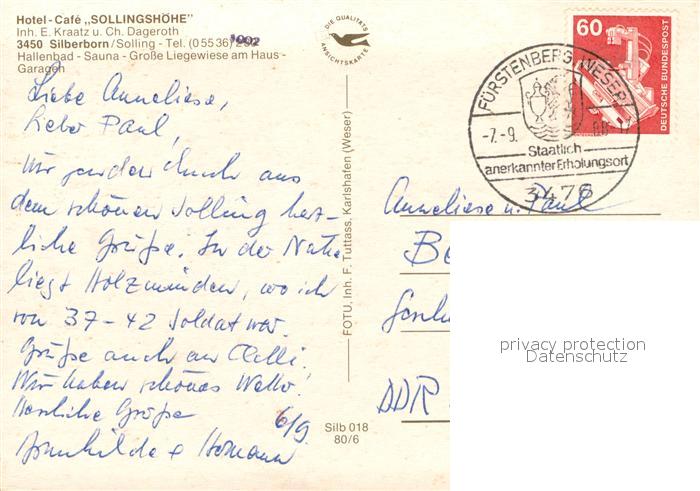 Hotel-Café „SOLLINGSHÖHE"
Inh. E. Kraatz u. Ch. Dageroth
3450 Silberborn/Solling - Tel. (05536)
1002
Hallenbad - Sauna - Große Liegewiese am Haus -
Garagen
DIE QUALITÄTS
ANSICHTSKARTE
60
DEUTSCHE BUNDESPOST
FÜRSTENBERG, WESER
-7.-9.
Staatlich
anerkannter Erholungsort
3476
Liebe Anneliese,
Lieber Paul,
wir senden Euch aus
dem schönen Solling herz-
liche Grüße. In der Nähe
liegt Holzminden, wo ich
von 37-42 Soldat war.
Grüße auch an
Wir haben schönes Wetter!
Herzliche Grüße
6/9
FOTU, Inh. F. Tuttass, Karlshafen (Weser)
Silb 018
80/6
Anneliese u. Paul
DDR
privacy protection
Datenschutz